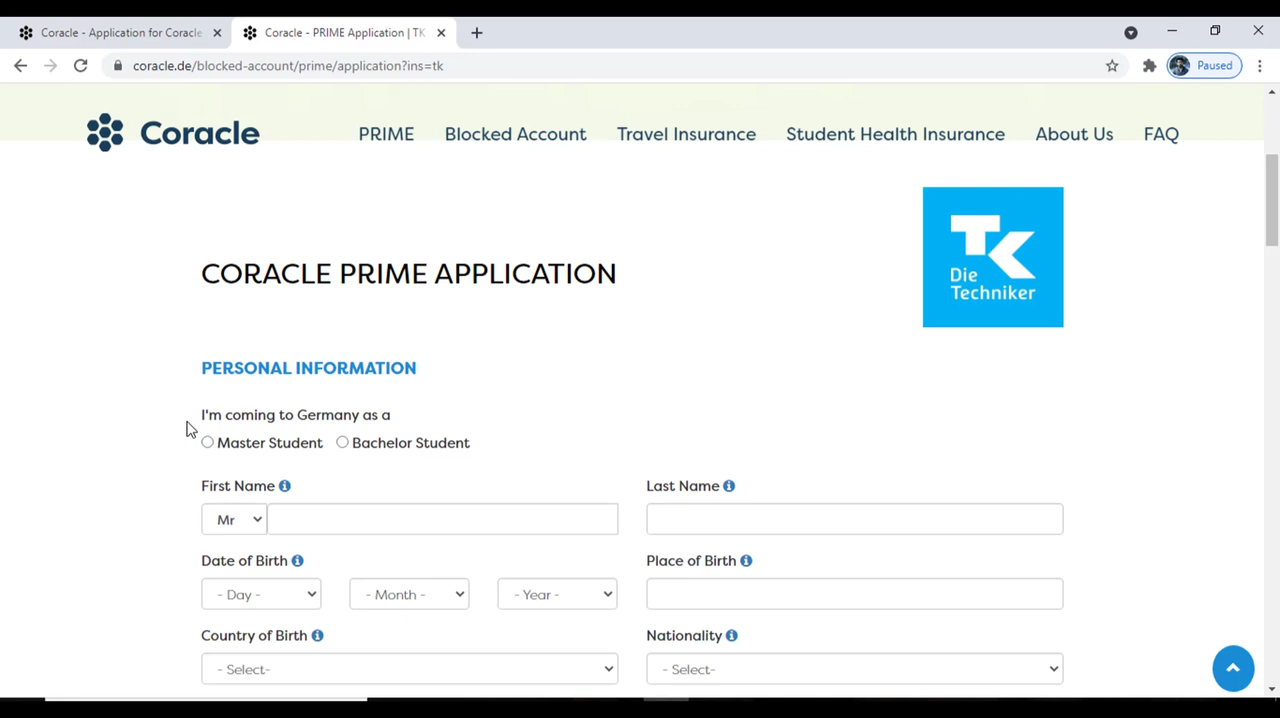 Coracle - Application for Coracle
Coracle - PRIME Application | TK
coracle.de/blocked-account/prime/application?ins=tk
Paused
Coracle
PRIME
Blocked Account
Travel Insurance
Student Health Insurance
About Us
FAQ
TK
Die
Techniker
CORACLE PRIME APPLICATION
PERSONAL INFORMATION
I'm coming to Germany as a
Master Student
Bachelor Student
First Name
Last Name
Mr
Date of Birth
Place of Birth
- Day -
- Month -
- Year -
Country of Birth
Nationality
- Select-
- Select-